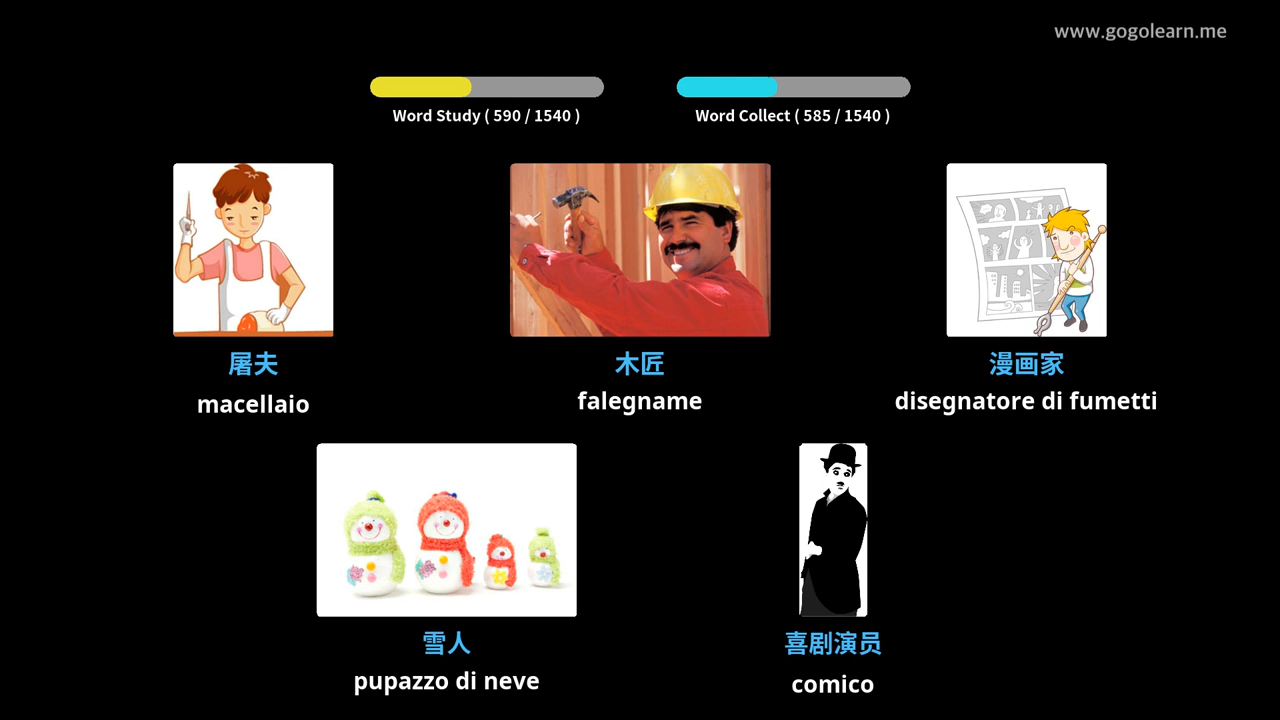 www.gogolearn.me
Word Study ( 590 / 1540 )
Word Collect ( 585 / 1540 )
屠夫
macellaio
木匠
falegname
漫画家
disegnatore di fumetti
雪人
pupazzo di neve
喜剧演员
comico